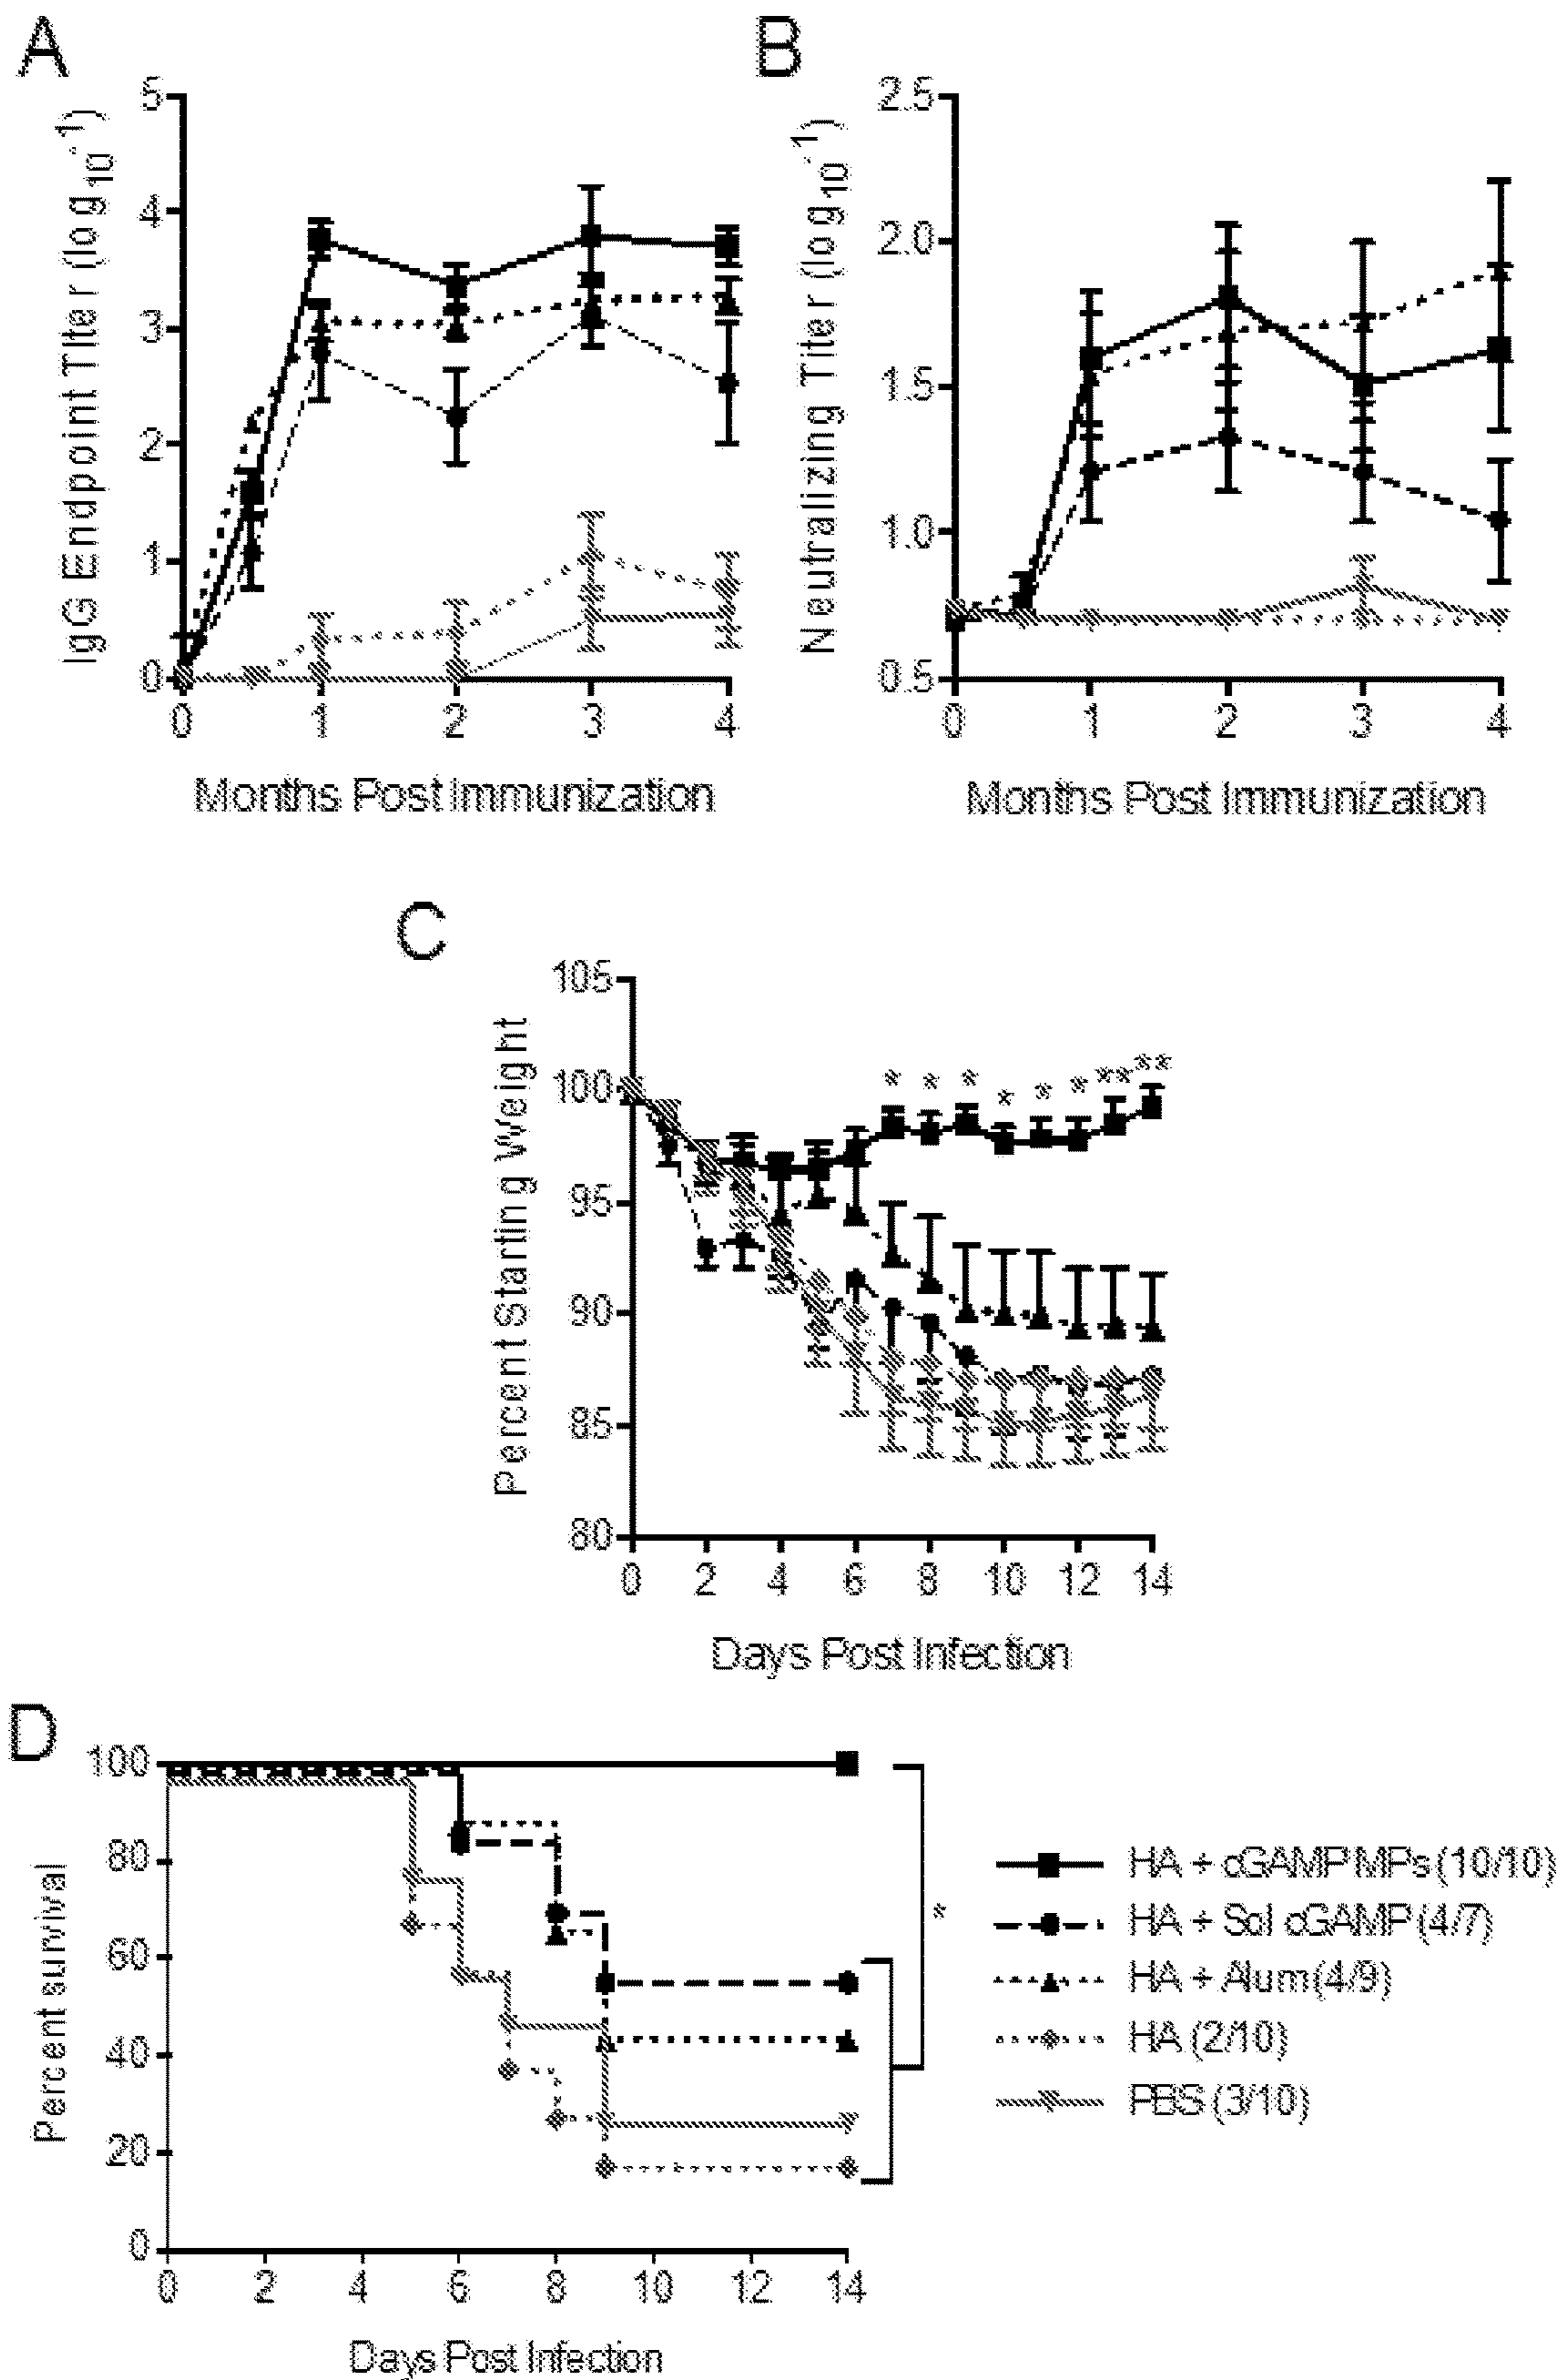 A
IgG Endpoint Titer (log10-1)
5
4
3
2
1
0
0 1 2 3 4
Months Post Immunization
B
Neutralizing Titer (log10-1)
2.5
2.0
1.5
1.0
0.5
0 1 2 3 4
Months Post Immunization
C
Percent Starting Weight
105
100
95
90
85
80
* * * * * * ** **
0 2 4 6 8 10 12 14
Days Post Infection
D
Percent survival
100
80
60
40
20
0
0 2 4 6 8 10 12 14
Days Post Infection
*
HA + cGAMP MPs (10/10)
HA + Sol cGAMP (4/7)
HA + Alum (4/9)
HA (2/10)
PBS (3/10)